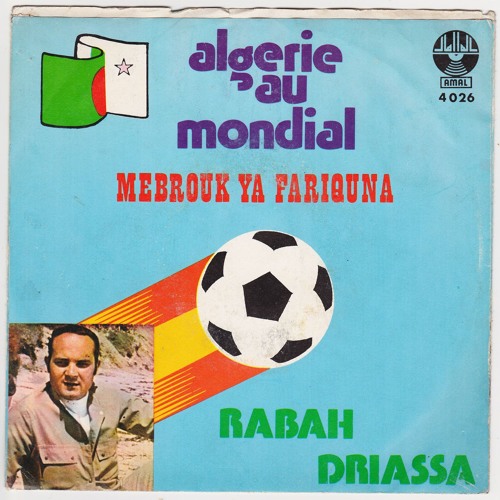 algerie
au
mondial
AMAL
4026
MEBROUK YA FARIQUNA
RABAH
DRIASSA